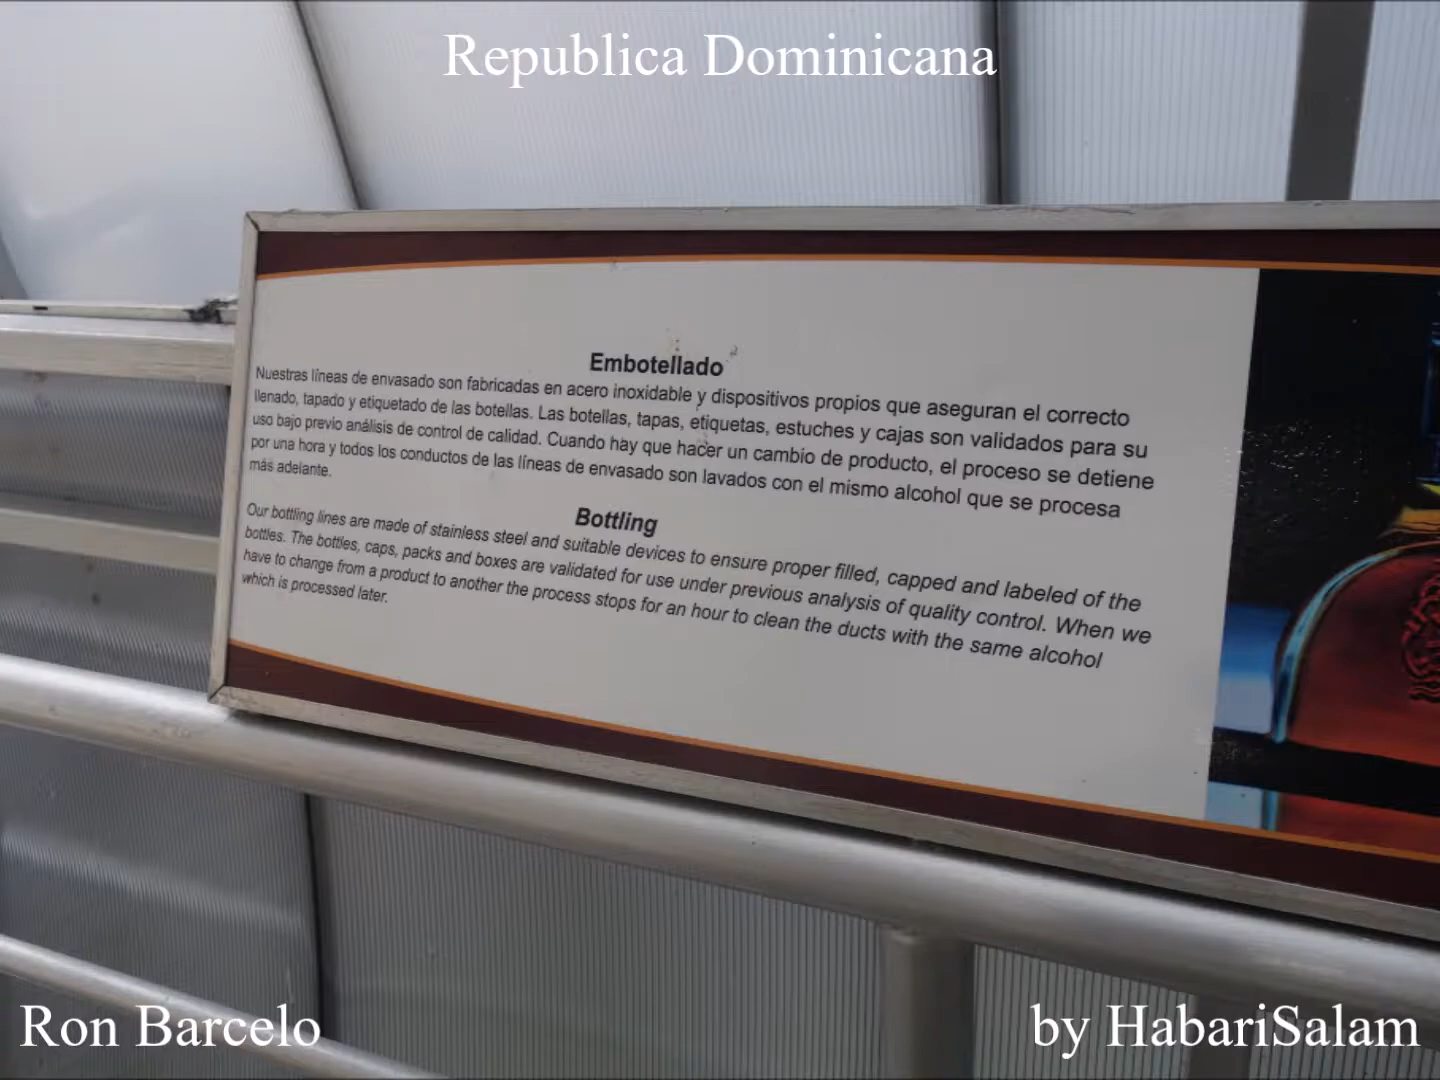 Republica Dominicana
Embotellado
Nuestras líneas de envasado son fabricadas en acero inoxidable y dispositivos propios que aseguran el correcto
llenado, tapado y etiquetado de las botellas. Las botellas, tapas, etiquetas, estuches y cajas son validados para su
uso bajo previo análisis de control de calidad. Cuando hay que hacer un cambio de producto, el proceso se detiene
por una hora y todos los conductos de las líneas de envasado son lavados con el mismo alcohol que se procesa
más adelante.
Bottling
Our bottling lines are made of stainless steel and suitable devices to ensure proper filled, capped and labeled of the
bottles. The bottles, caps, packs and boxes are validated for use under previous analysis of quality control. When we
have to change from a product to another the process stops for an hour to clean the ducts with the same alcohol
which is processed later.
Ron Barcelo
by HabariSalam